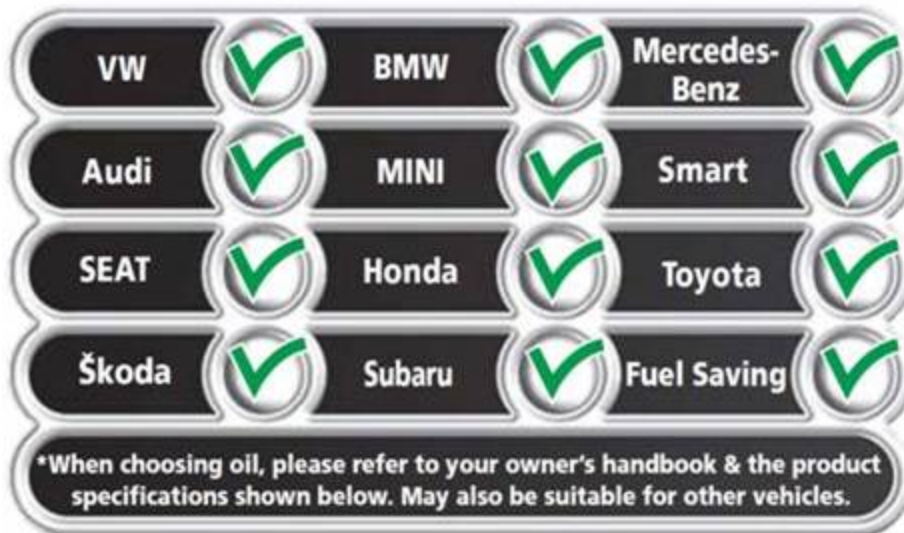 VW
BMW
Mercedes-
Benz
Audi
MINI
Smart
SEAT
Honda
Toyota
Škoda
Subaru
Fuel Saving
*When choosing oil, please refer to your owner's handbook & the product
specifications shown below. May also be suitable for other vehicles.